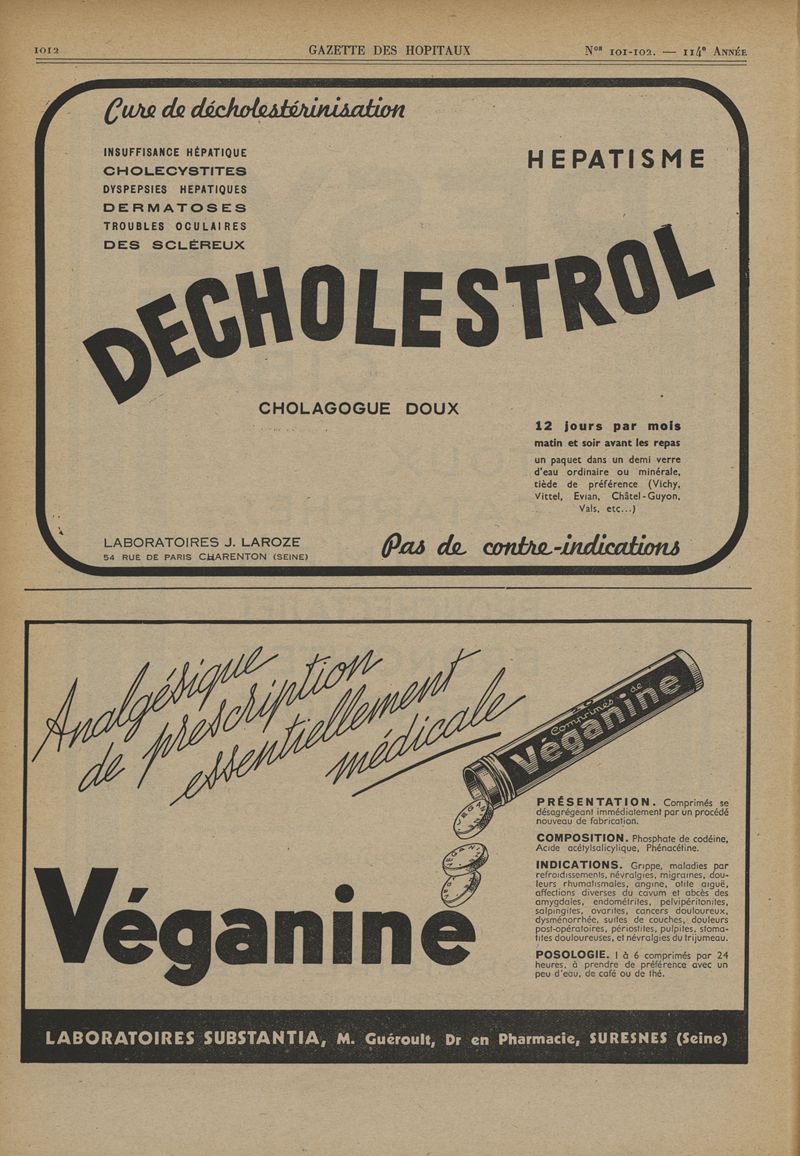 1012
GAZETTE DES HOPITAUX
Nos 101-102. — 114e ANNÉE
Cure de décholestérinisation
INSUFFISANCE HÉPATIQUE
CHOLECYSTITES
DYSPEPSIES HEPATIQUES
DERMATOSES
TROUBLES OCULAIRES
DES SCLÉREUX
HEPATISME
DECHOLESTROL
CHOLAGOGUE DOUX
12 jours par mois
matin et soir avant les repas
un paquet dans un demi verre
d'eau ordinaire ou minérale,
tiède de préférence (Vichy,
Vittel, Evian, Châtel-Guyon,
Vals, etc...)
LABORATOIRES J. LAROZE
54 RUE DE PARIS CHARENTON (SEINE)
Pas de contre-indications
Analgésique
de prescription
essentiellement
médicale
Comprimés de
Véganine
VEGAN
VEGAN
VEGA
PRÉSENTATION. Comprimés se
désagrégeant immédiatement par un procédé
nouveau de fabrication.
COMPOSITION. Phosphate de codéine,
Acide acétylsalicylique, Phénacétine.
INDICATIONS. Grippe, maladies par
refroidissements, névralgies, migraines, dou-
leurs rhumatismales, angine, otite aiguë,
affections diverses du cavum et abcès des
amygdales, endométrites, pelvipéritonites,
salpingites, ovarites, cancers douloureux,
dysménorrhée, suites de couches, douleurs
post-opératoires, périostites, pulpites, stoma-
tites douloureuses, et névralgies du trijumeau.
POSOLOGIE. 1 à 6 comprimés par 24
heures, à prendre de préférence avec un
peu d'eau, de café ou de thé.
Véganine
LABORATOIRES SUBSTANTIA, M. Guéroult, Dr en Pharmacie, SURESNES (Seine)